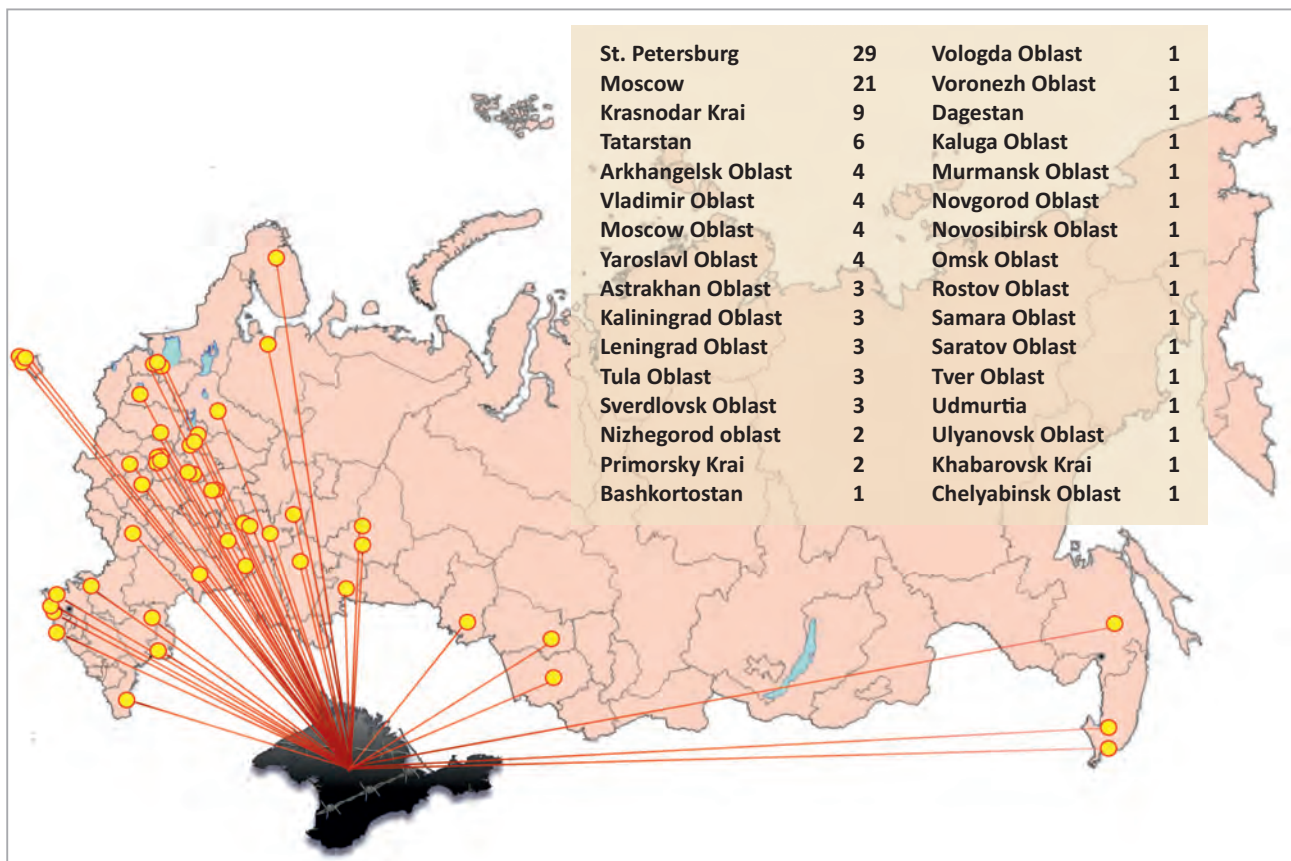 St. Petersburg 29
Moscow 21
Krasnodar Krai 9
Tatarstan 6
Arkhangelsk Oblast 4
Vladimir Oblast 4
Moscow Oblast 4
Yaroslavl Oblast 4
Astrakhan Oblast 3
Kaliningrad Oblast 3
Leningrad Oblast 3
Tula Oblast 3
Sverdlovsk Oblast 3
Nizhegorod oblast 2
Primorsky Krai 2
Bashkortostan 1
Vologda Oblast 1
Voronezh Oblast 1
Dagestan 1
Kaluga Oblast 1
Murmansk Oblast 1
Novgorod Oblast 1
Novosibirsk Oblast 1
Omsk Oblast 1
Rostov Oblast 1
Samara Oblast 1
Saratov Oblast 1
Tver Oblast 1
Udmurtia 1
Ulyanovsk Oblast 1
Khabarovsk Krai 1
Chelyabinsk Oblast 1